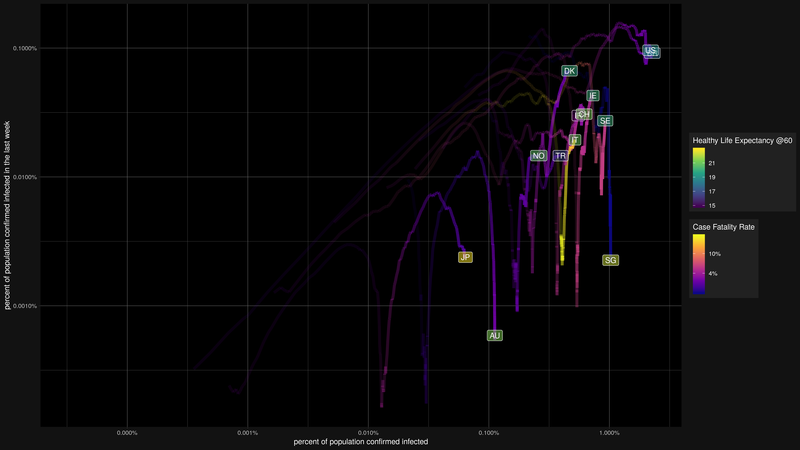 0.1000%
0.0100%
0.0010%
percent of population confirmed infected in the last week
US
DK
IE
CH
SE
IT
NO
TR
JP
SG
AU
0.000%
0.001%
0.010%
0.100%
1.000%
percent of population confirmed infected
Healthy Life Expectancy @60
21
19
17
15
Case Fatality Rate
10%
4%